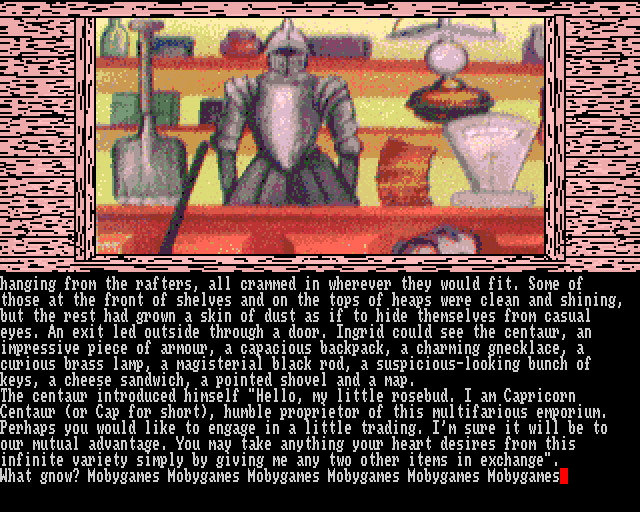 hanging from the rafters, all crammed in wherever they would fit. Some of
those at the front of shelves and on the tops of heaps were clean and shining,
but the rest had grown a skin of dust as if to hide themselves from casual
eyes. An exit led outside through a door. Ingrid could see the centaur, an
impressive piece of armour, a capacious backpack, a charming gnecklace, a
curious brass lamp, a magisterial black rod, a suspicious-looking bunch of
keys, a cheese sandwich, a pointed shovel and a map.
The centaur introduced himself "Hello, my little rosebud. I am Capricorn
Centaur (or Cap for short), humble proprietor of this multifarious emporium.
Perhaps you would like to engage in a little trading. I'm sure it will be to
our mutual advantage. You may take anything your heart desires from this
infinite variety simply by giving me any two other items in exchange".
What gnow? Mobygames Mobygames Mobygames Mobygames Mobygames Mobygames